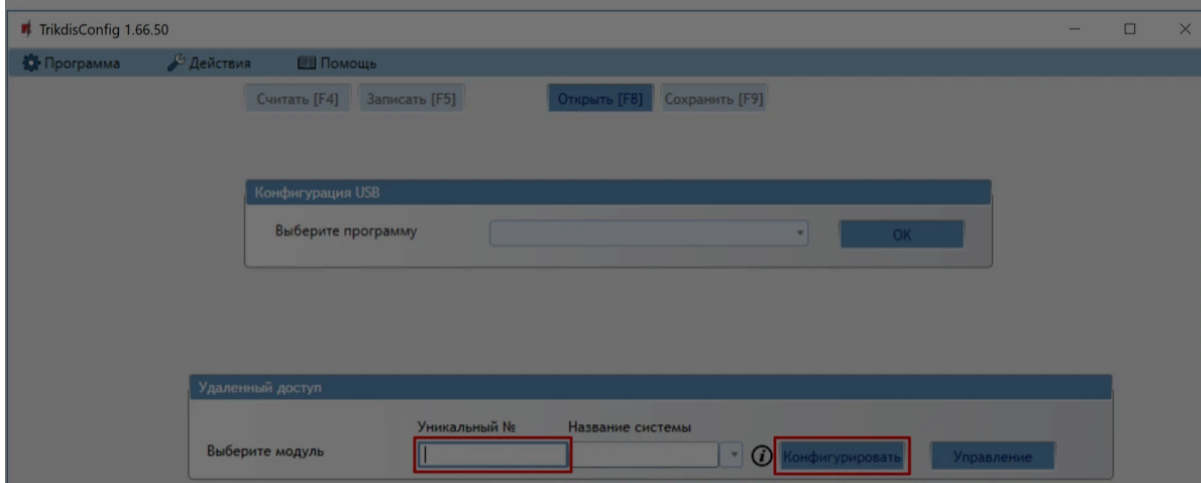 TrikdisConfig 1.66.50
Программа Действия Помощь
Считать [F4] Записать [F5] Открыть [F8] Сохранить [F9]
Конфигурация USB
Выберите программу OK
Удаленный доступ
Уникальный № Название системы
Выберите модуль Конфигурировать Управление